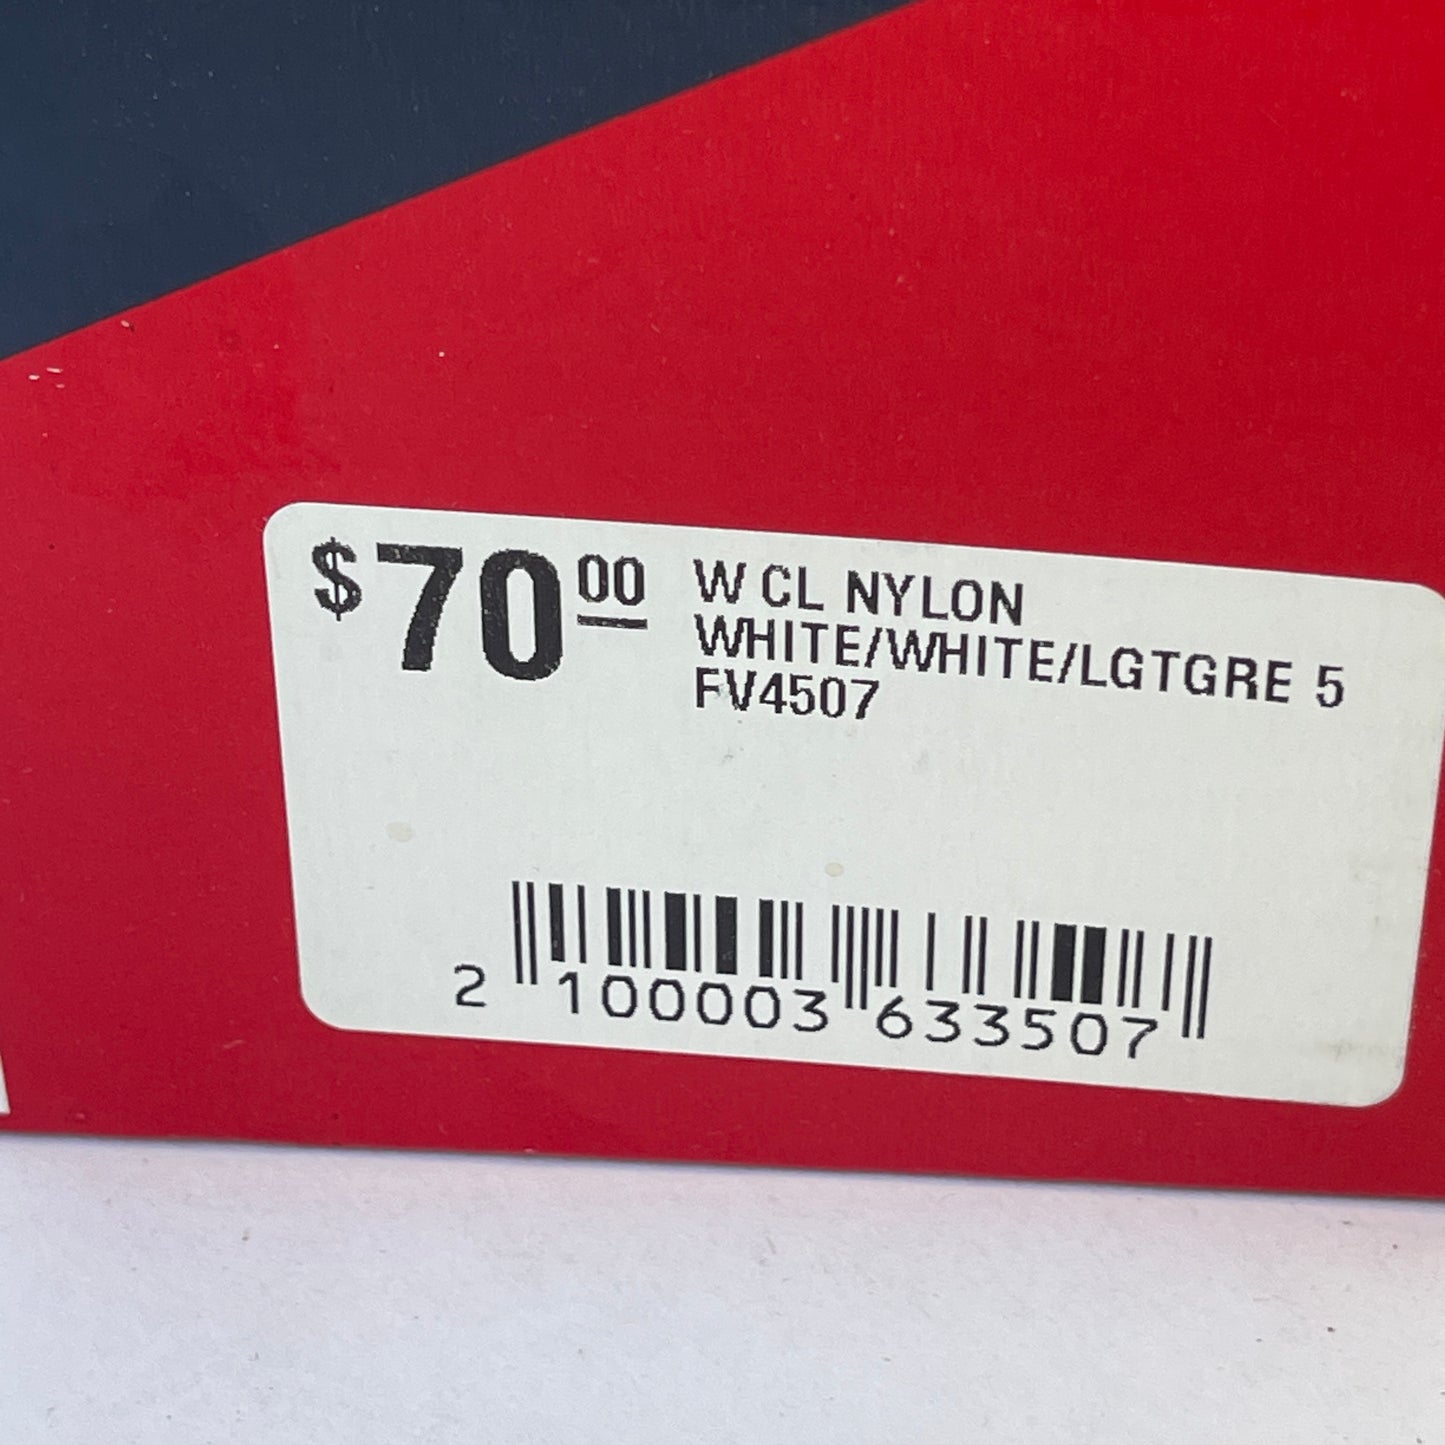 $70.00
W CL NYLON
WHITE/WHITE/LGTGRE 5
FV4507
2 100003 633507